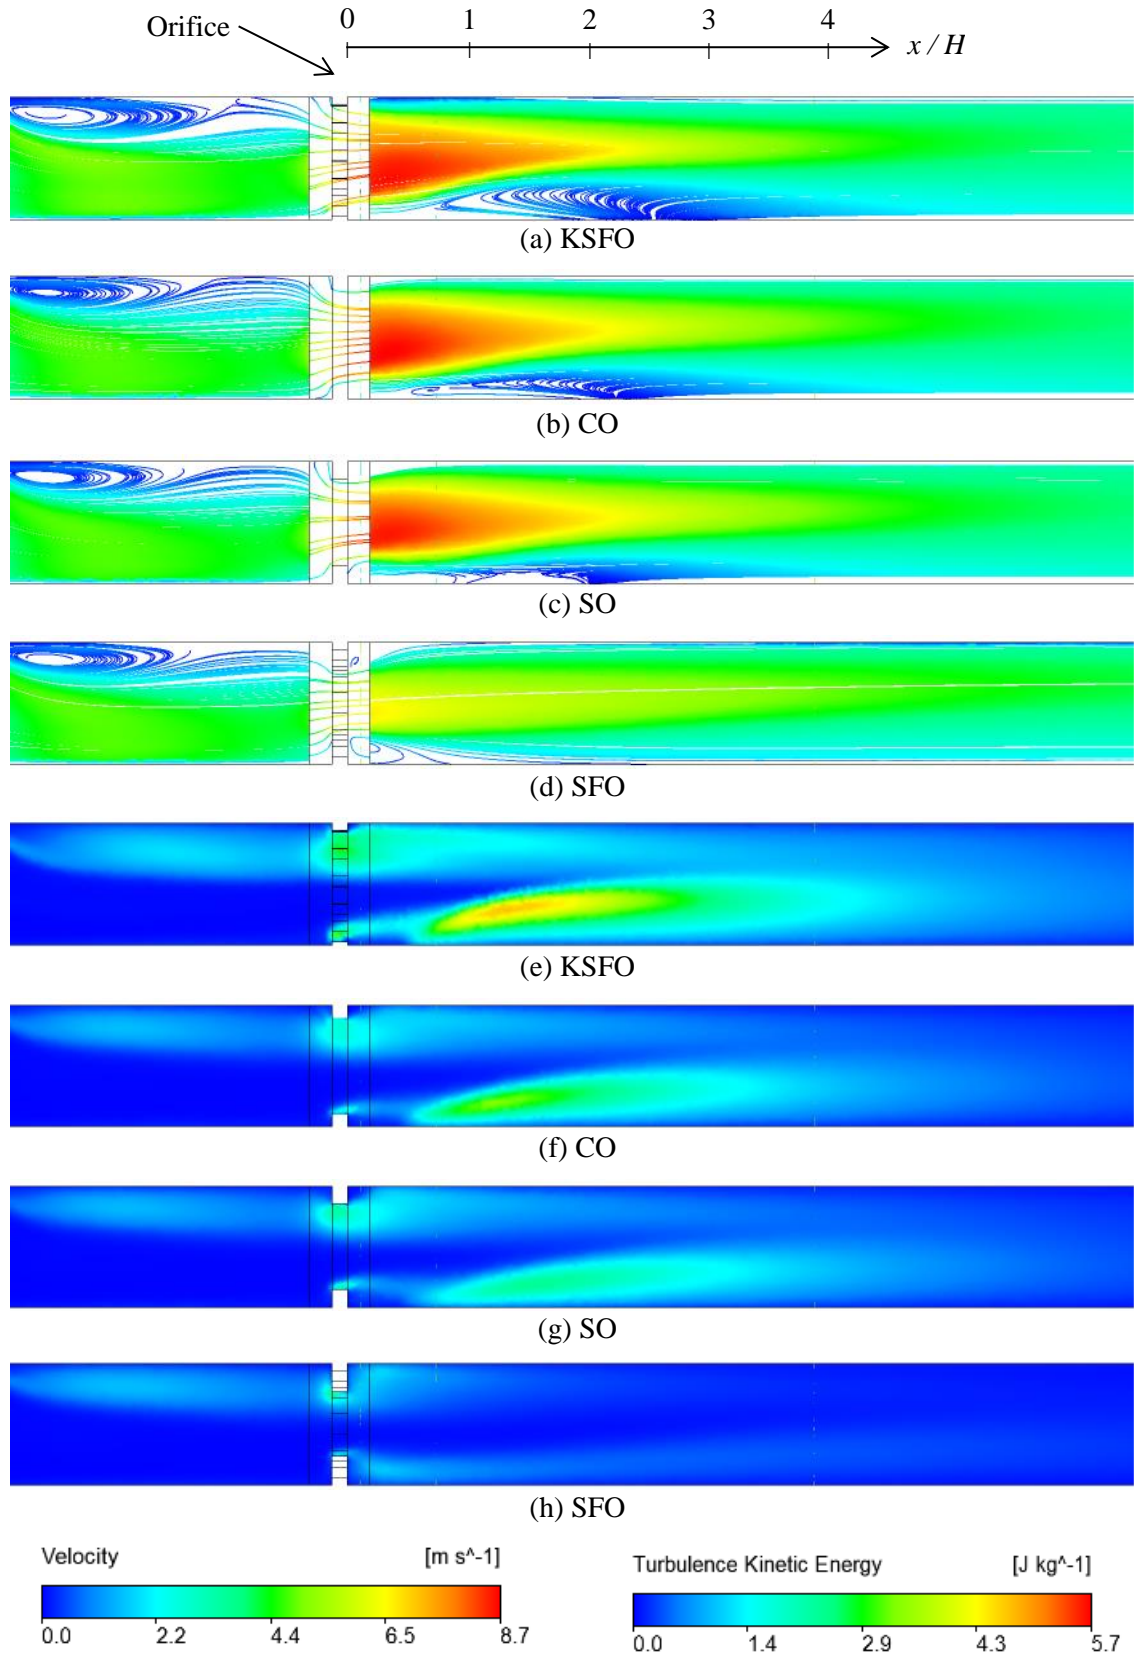 0 1 2 3 4
Orifice
x / H
(a) KSFO
(b) CO
(c) SO
(d) SFO
(e) KSFO
(f) CO
(g) SO
(h) SFO
Velocity [m s^-1]
0.0 2.2 4.4 6.5 8.7
Turbulence Kinetic Energy [J kg^-1]
0.0 1.4 2.9 4.3 5.7